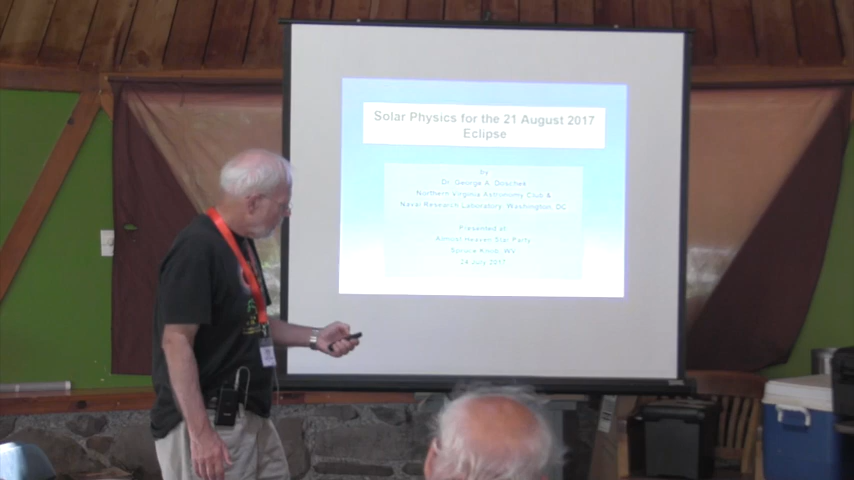 Solar Physics for the 21 August 2017
Eclipse
by
Dr. George A. Doschek
Northern Virginia Astronomy Club &
Naval Research Laboratory, Washington, DC
Presented at:
Almost Heaven Star Party
Spruce Knob, WV
24 July 2017